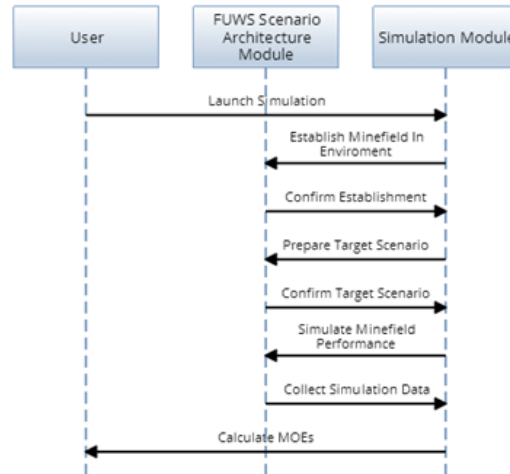 User
FUWS Scenario
Architecture
Module
Simulation Module
Launch Simulation
Establish Minefield In
Enviroment
Confirm Establishment
Prepare Target Scenario
Confirm Target Scenario
Simulate Minefield
Performance
Collect Simulation Data
Calculate MOEs